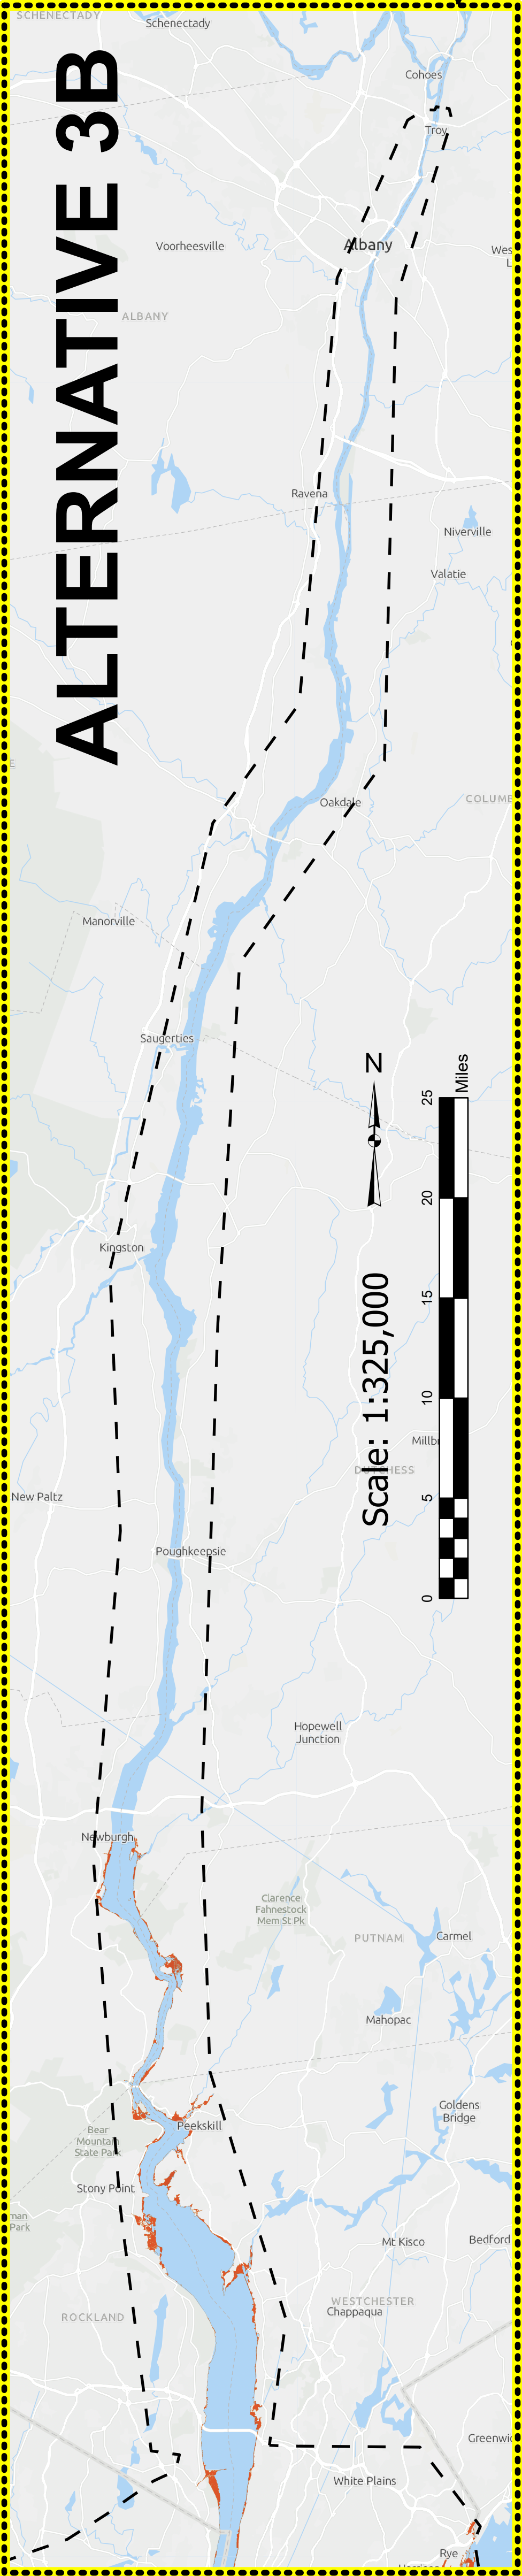 SCHENECTADY
Schenectady
Cohoes
Troy
ALTERNATIVE 3B
Voorheesville
Albany
ALBANY
Ravena
Niverville
Valatie
Oakdale
Manorville
Saugerties
N
Kingston
Scale: 1:325,000
0 5 10 15 20 25
Miles
DUTCHESS
New Paltz
Poughkeepsie
Hopewell
Junction
Newburgh
Clarence
Fahnestock
Mem St Pk
PUTNAM
Carmel
Mahopac
Goldens
Bridge
Peekskill
Bear
Mountain
State Park
Stony Point
Park
Mt Kisco
Bedford
WESTCHESTER
Chappaqua
ROCKLAND
White Plains
Rye